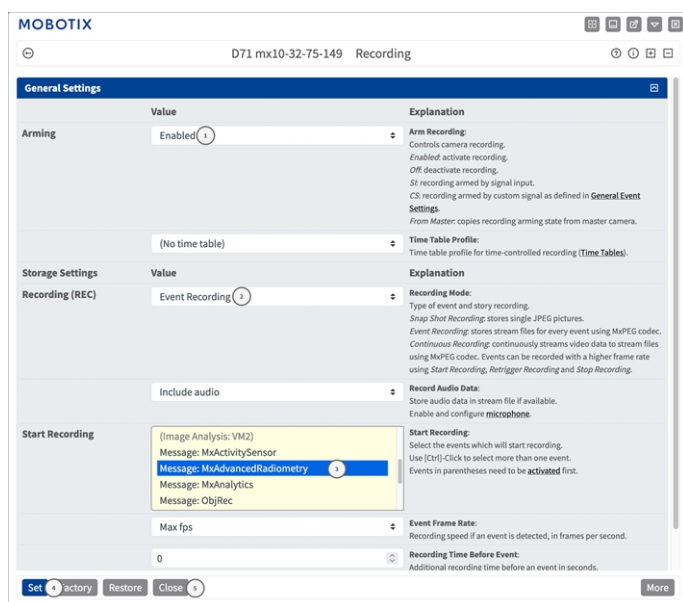 MOBOTIX
D71 mx10-32-75-149 Recording
General Settings
Value Explanation
Arming
Enabled 1
Arm Recording:
Controls camera recording.
Enabled: activate recording.
Off: deactivate recording.
SI: recording armed by signal input.
CS: recording armed by custom signal as defined in General Event
Settings.
From Master: copies recording arming state from master camera.
(No time table)
Time Table Profile:
Time table profile for time-controlled recording (Time Tables).
Storage Settings Value Explanation
Recording (REC)
Event Recording 2
Recording Mode:
Type of event and story recording.
Snap Shot Recording: stores single JPEG pictures.
Event Recording: stores stream files for every event using MxPEG codec.
Continuous Recording: continuously streams video data to stream files
using MxPEG codec. Events can be recorded with a higher frame rate
using Start Recording, Retrigger Recording and Stop Recording.
Include audio
Record Audio Data:
Store audio data in stream file if available.
Enable and configure microphone.
Start Recording
(Image Analysis: VM2)
Message: MxActivitySensor
Message: MxAdvancedRadiometry 3
Message: MxAnalytics
Message: ObjRec
Start Recording:
Select the events which will start recording.
Use [Ctrl]-Click to select more than one event.
Events in parentheses need to be activated first.
Max fps
Event Frame Rate:
Recording speed if an event is detected, in frames per second.
0
Recording Time Before Event:
Additional recording time before an event in seconds.
Set 4 actory Restore Close 5 More